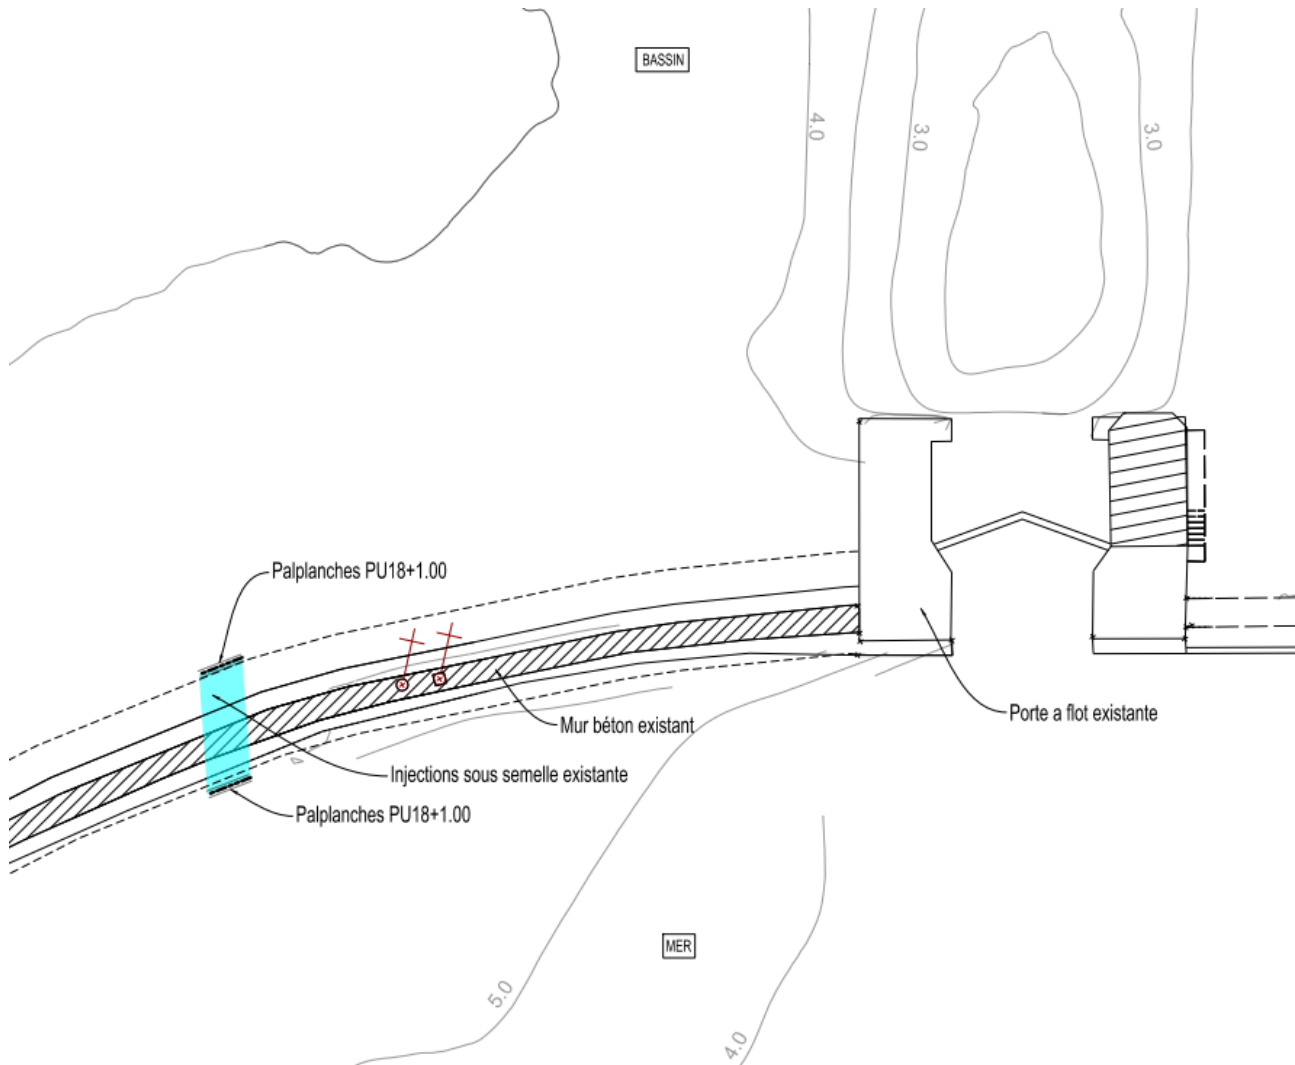 BASSIN
4.0
3.0
3.0
Palplanches PU18+1.00
Mur béton existant
Porte a flot existante
4
Injections sous semelle existante
Palplanches PU18+1.00
MER
5.0
4.0